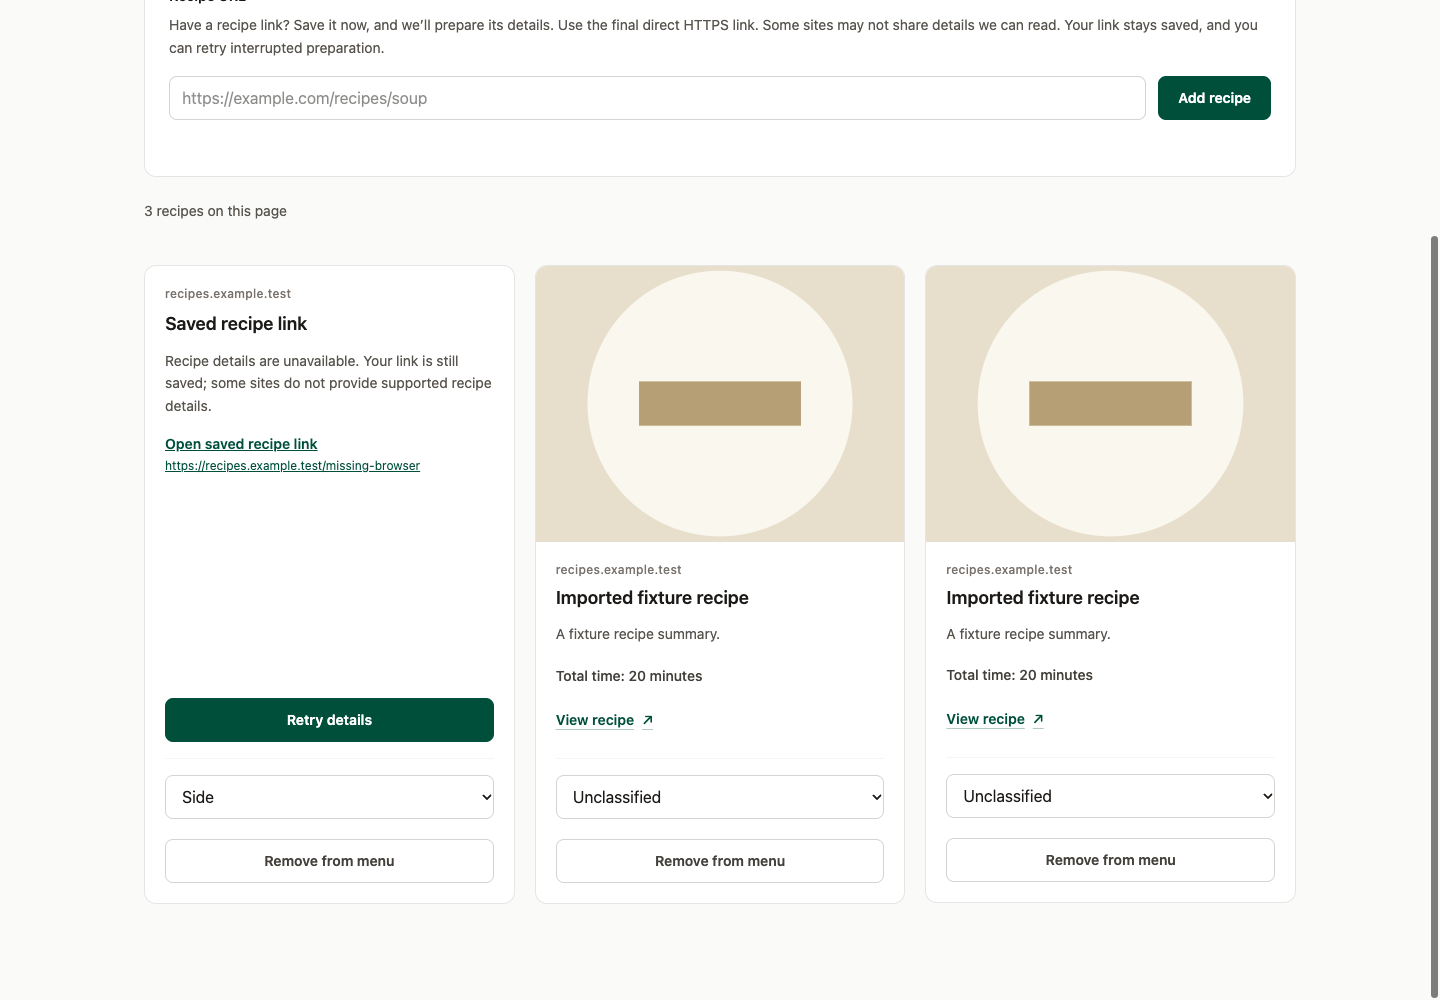 Recipe URL
Have a recipe link? Save it now, and we’ll prepare its details. Use the final direct HTTPS link. Some sites may not share details we can read. Your link stays saved, and you
can retry interrupted preparation.
https://example.com/recipes/soup
Add recipe
3 recipes on this page
recipes.example.test
Saved recipe link
Recipe details are unavailable. Your link is still
saved; some sites do not provide supported recipe
details.
Open saved recipe link
https://recipes.example.test/missing-browser
Retry details
Side
Remove from menu
recipes.example.test
Imported fixture recipe
A fixture recipe summary.
Total time: 20 minutes
View recipe ↗
Unclassified
Remove from menu
recipes.example.test
Imported fixture recipe
A fixture recipe summary.
Total time: 20 minutes
View recipe ↗
Unclassified
Remove from menu